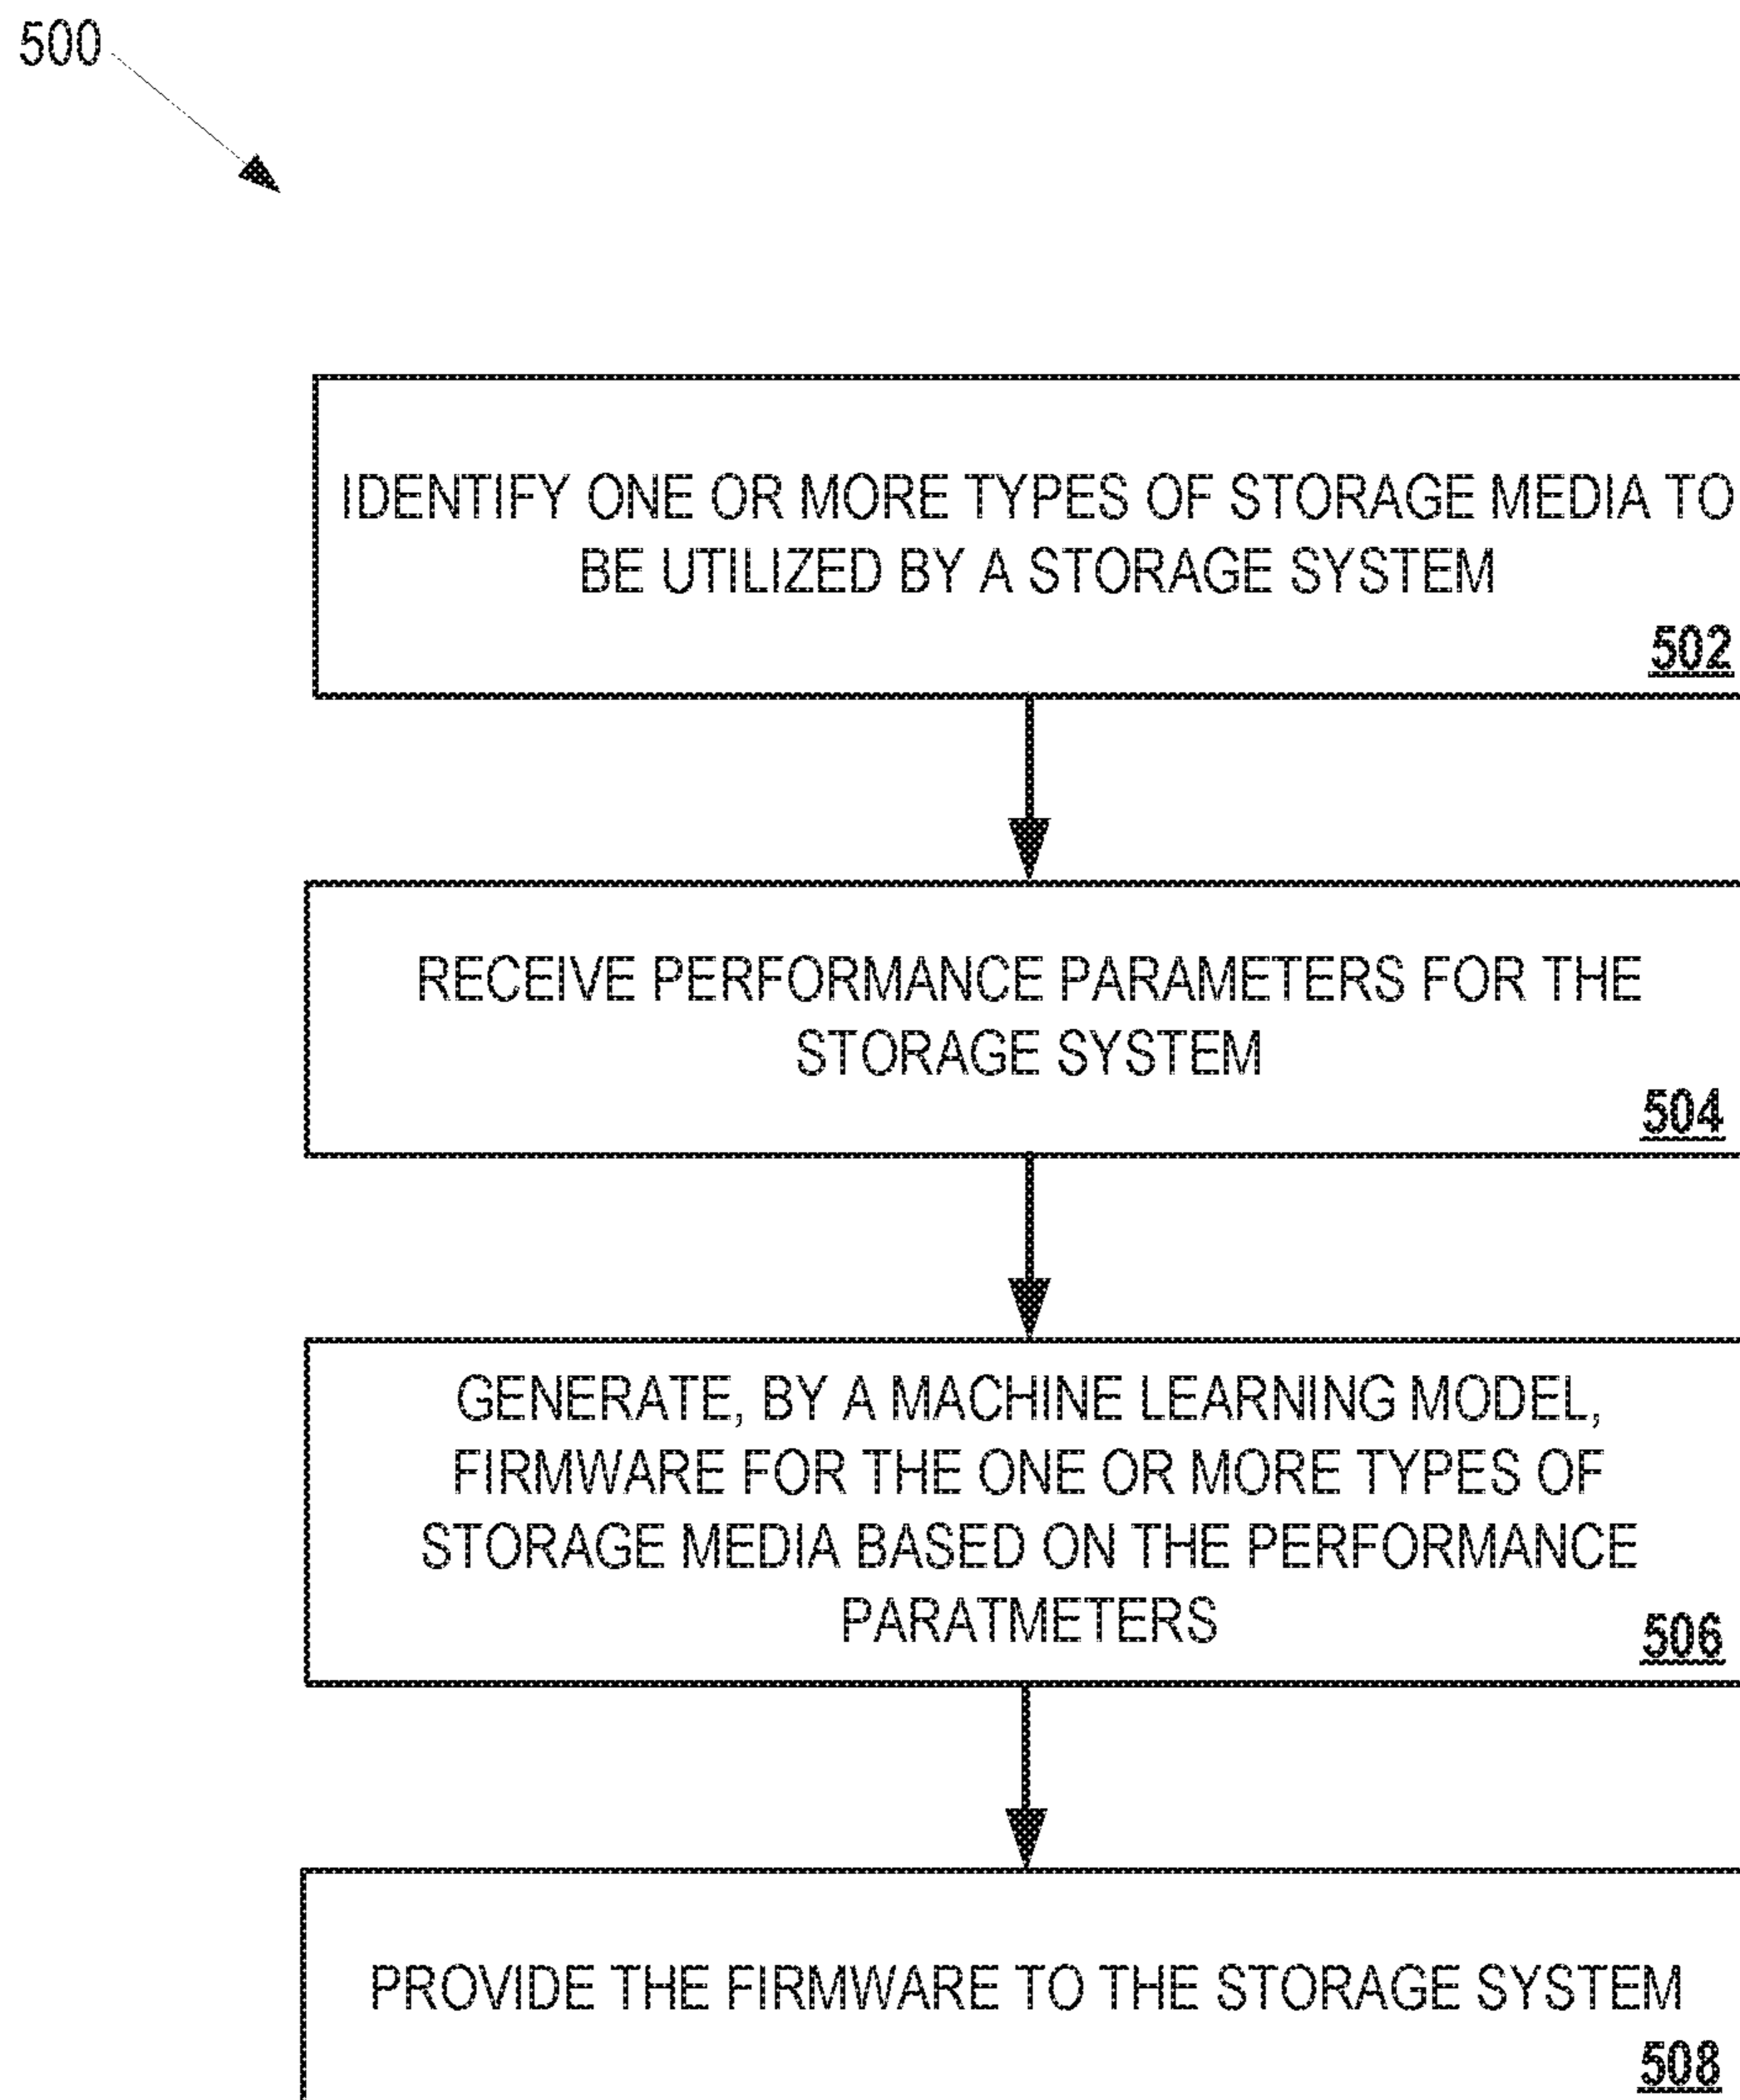 500
IDENTIFY ONE OR MORE TYPES OF STORAGE MEDIA TO
BE UTILIZED BY A STORAGE SYSTEM
502
RECEIVE PERFORMANCE PARAMETERS FOR THE
STORAGE SYSTEM
504
GENERATE, BY A MACHINE LEARNING MODEL,
FIRMWARE FOR THE ONE OR MORE TYPES OF
STORAGE MEDIA BASED ON THE PERFORMANCE
PARATMETERS
506
PROVIDE THE FIRMWARE TO THE STORAGE SYSTEM
508